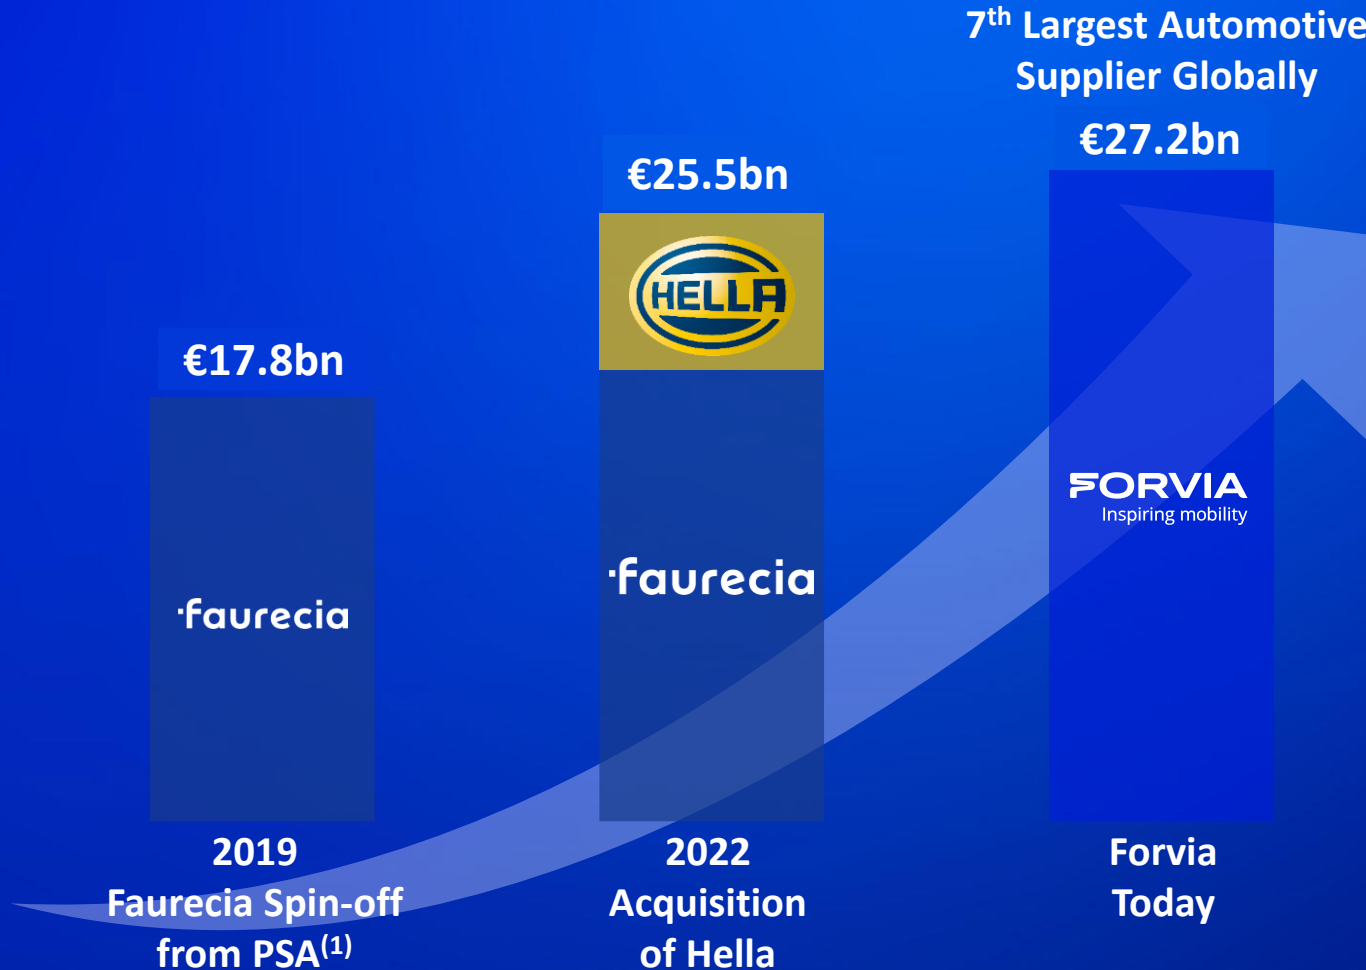 7th Largest Automotive
Supplier Globally
€27.2bn
€25.5bn
HELLA
€17.8bn
FORVIA
Inspiring mobility
faurecia
faurecia
2019
Faurecia Spin-off
from PSA(1)
2022
Acquisition
of Hella
Forvia
Today